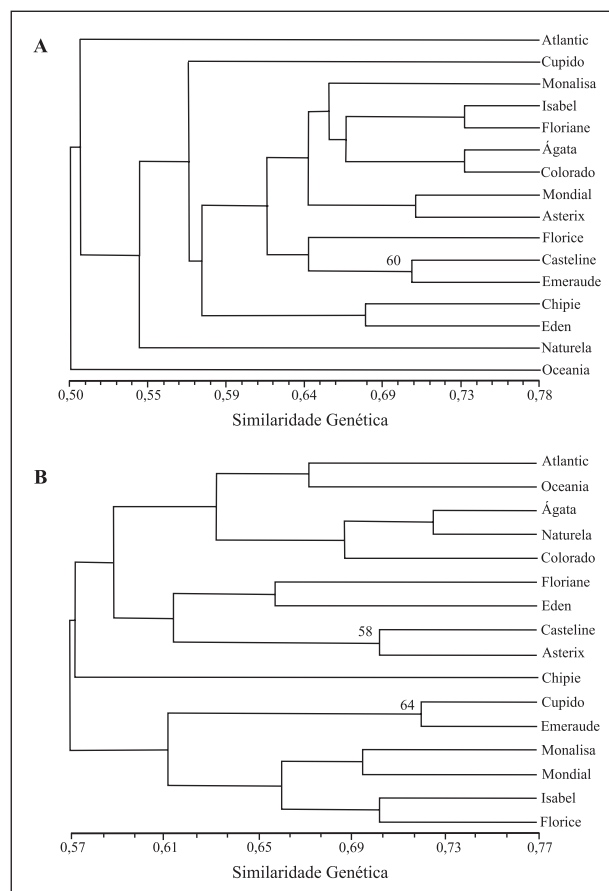 A
Atlantic
Cupido
Monalisa
Isabel
Floriane
Ágata
Colorado
Mondial
Asterix
Florice
60
Casteline
Emeraude
Chipie
Eden
Naturela
Oceania
0,50 0,55 0,59 0,64 0,69 0,73 0,78
Similaridade Genética
B
Atlantic
Oceania
Ágata
Naturela
Colorado
Floriane
Eden
58
Casteline
Asterix
Chipie
64
Cupido
Emeraude
Monalisa
Mondial
Isabel
Florice
0,57 0,61 0,65 0,69 0,73 0,77
Similaridade Genética